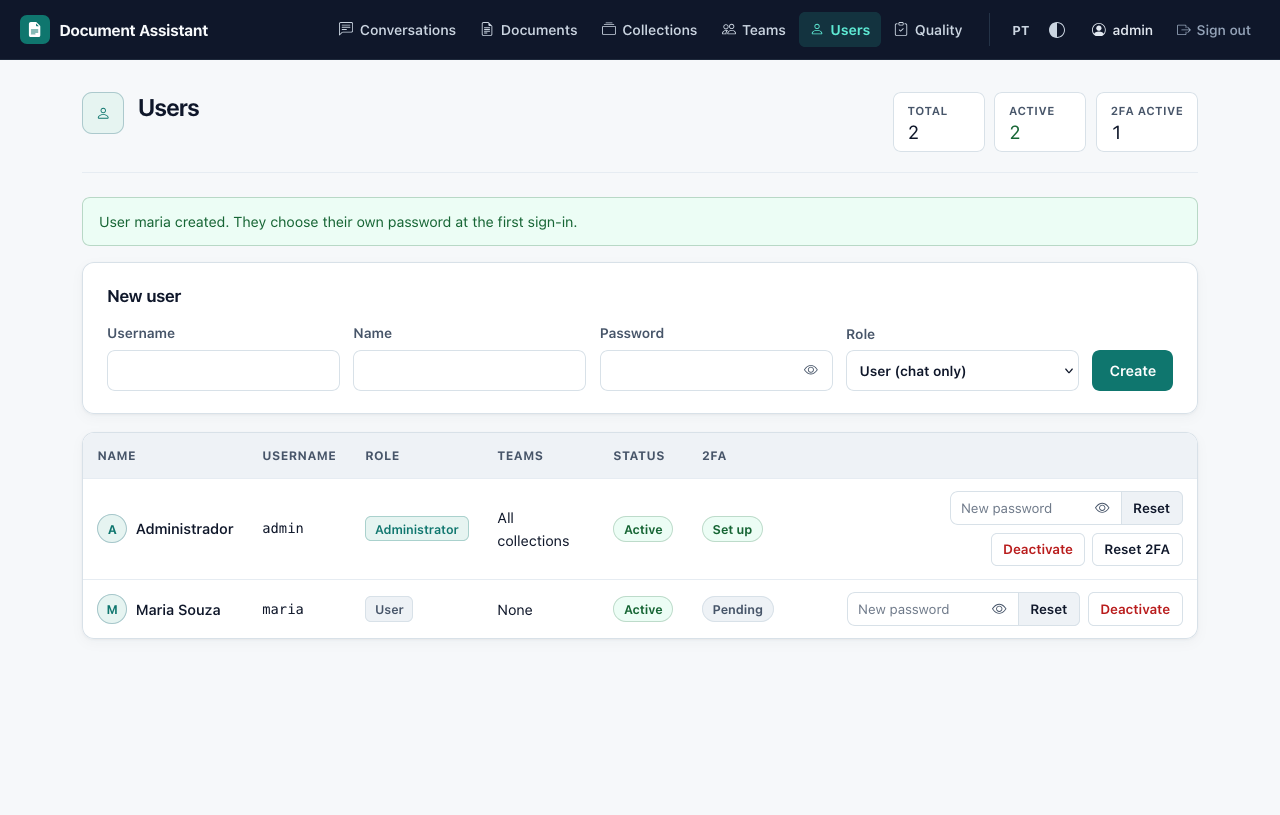 Document Assistant
Conversations
Documents
Collections
Teams
Users
Quality
PT
admin
Sign out
Users
TOTAL
2
ACTIVE
2
2FA ACTIVE
1
User maria created. They choose their own password at the first sign-in.
New user
Username
Name
Password
Role
User (chat only)
Create
NAME
USERNAME
ROLE
TEAMS
STATUS
2FA
A
Administrador
admin
Administrator
All
collections
Active
Set up
New password
Reset
Deactivate
Reset 2FA
M
Maria Souza
maria
User
None
Active
Pending
New password
Reset
Deactivate